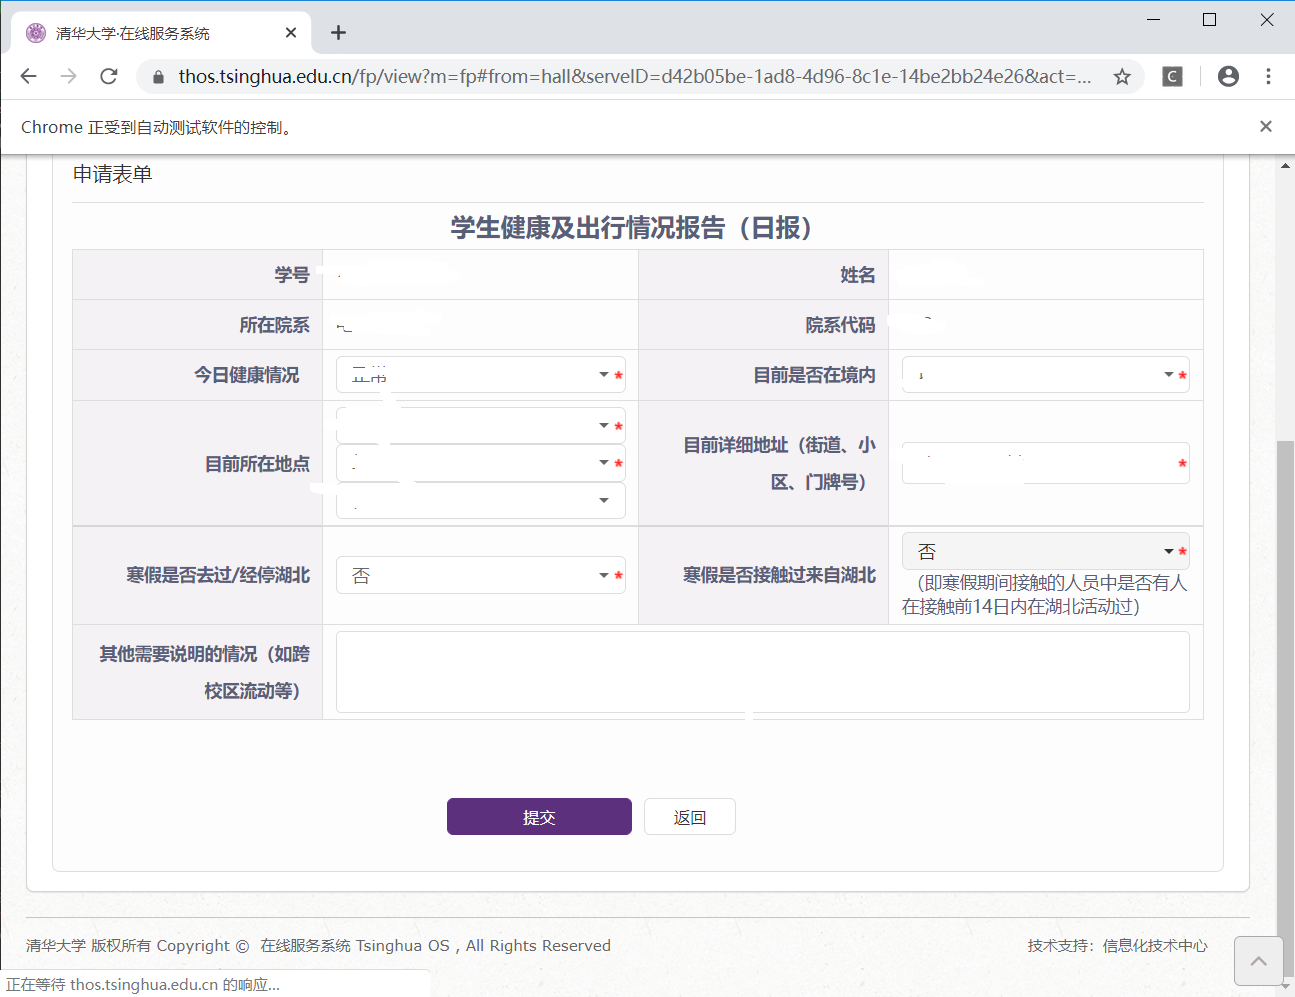 清华大学·在线服务系统
thos.tsinghua.edu.cn/fp/view?m=fp#from=hall&serveID=d42b05be-1ad8-4d96-8c1e-14be2bb24e26&act=...
Chrome 正受到自动测试软件的控制。
申请表单
学生健康及出行情况报告（日报）
学号
姓名
所在院系
院系代码
今日健康情况
正常
*
目前是否在境内
*
目前所在地点
*
*
目前详细地址（街道、小
区、门牌号）
*
寒假是否去过/经停湖北
否
*
寒假是否接触过来自湖北
否
*
（即寒假期间接触的人员中是否有人
在接触前14日内在湖北活动过）
其他需要说明的情况（如跨
校区流动等）
提交
返回
清华大学 版权所有 Copyright © 在线服务系统 Tsinghua OS , All Rights Reserved
技术支持：信息化技术中心
正在等待 thos.tsinghua.edu.cn 的响应...